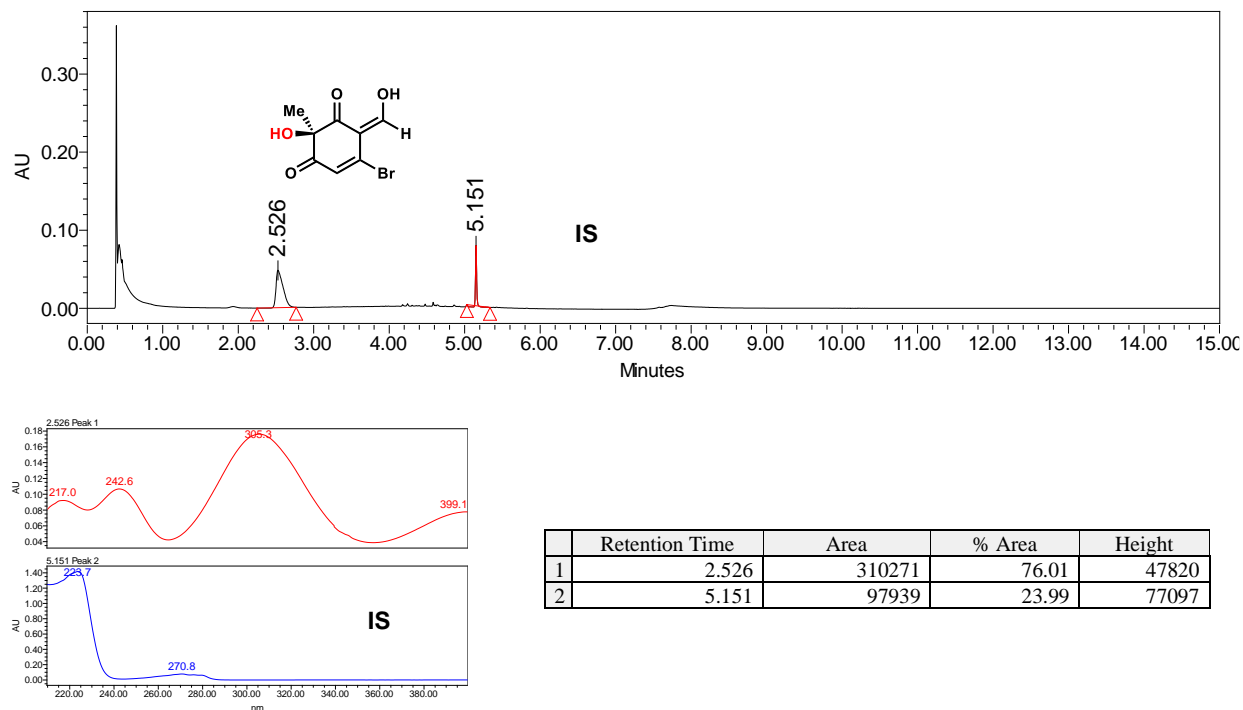 AU
0.30
0.20
0.10
0.00
0.00 1.00 2.00 3.00 4.00 5.00 6.00 7.00 8.00 9.00 10.00 11.00 12.00 13.00 14.00 15.00
Minutes
OH
O
Me
HO
H
O
Br
2.526
5.151
IS
2.526 Peak 1
AU
0.18
0.16
0.14
0.12
0.10
0.08
0.06
0.04
217.0
242.6
305.3
399.1
5.151 Peak 2
AU
1.40
1.20
1.00
0.80
0.60
0.40
0.20
0.00
223.7
270.8
IS
220.00 240.00 260.00 280.00 300.00 320.00 340.00 360.00 380.00
nm
Retention Time Area % Area Height
1 2.526 310271 76.01 47820
2 5.151 97939 23.99 77097